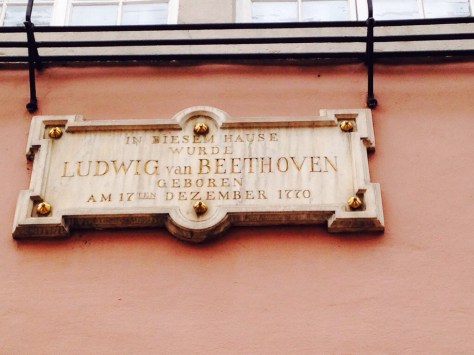 IN DIESEM HAUSE
WURDE
LUDWIG van BEETHOVEN
GEBOREN
AM 17TEN DEZEMBER 1770